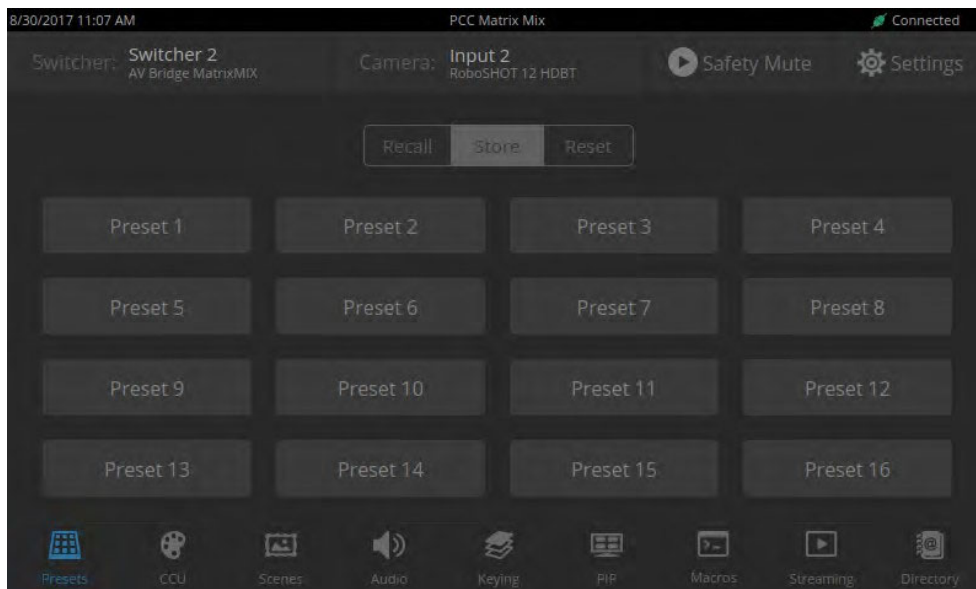 8/30/2017 11:07 AM PCC Matrix Mix Connected
Switcher: Switcher 2 Camera: Input 2 Safety Mute Settings
AV Bridge MatrixMIX RoboSHOT 12 HDBT
Recall Store Reset
Preset 1 Preset 2 Preset 3 Preset 4
Preset 5 Preset 6 Preset 7 Preset 8
Preset 9 Preset 10 Preset 11 Preset 12
Preset 13 Preset 14 Preset 15 Preset 16
Presets CCU Scenes Audio Keying PIP Macros Streaming Directory